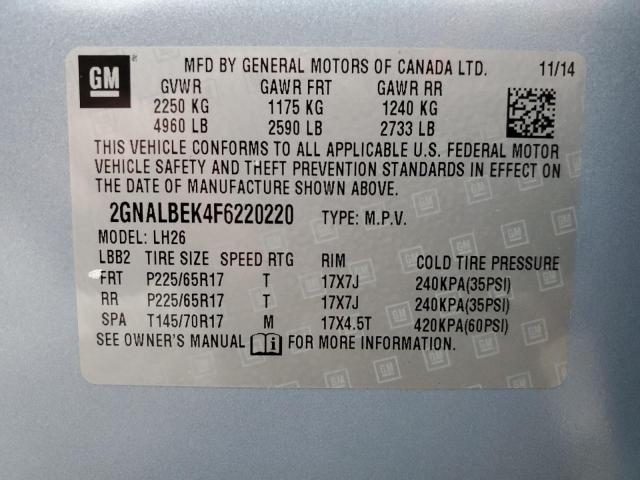 GM
MFD BY GENERAL MOTORS OF CANADA LTD. 11/14
GVWR GAWR FRT GAWR RR
2250 KG 1175 KG 1240 KG
4960 LB 2590 LB 2733 LB
THIS VEHICLE CONFORMS TO ALL APPLICABLE U.S. FEDERAL MOTOR
VEHICLE SAFETY AND THEFT PREVENTION STANDARDS IN EFFECT ON
THE DATE OF MANUFACTURE SHOWN ABOVE.
2GNALBEK4F6220220 TYPE: M.P.V.
MODEL: LH26
LBB2 TIRE SIZE SPEED RTG RIM COLD TIRE PRESSURE
FRT P225/65R17 T 17X7J 240KPA(35PSI)
RR P225/65R17 T 17X7J 240KPA(35PSI)
SPA T145/70R17 M 17X4.5T 420KPA(60PSI)
SEE OWNER'S MANUAL i FOR MORE INFORMATION.